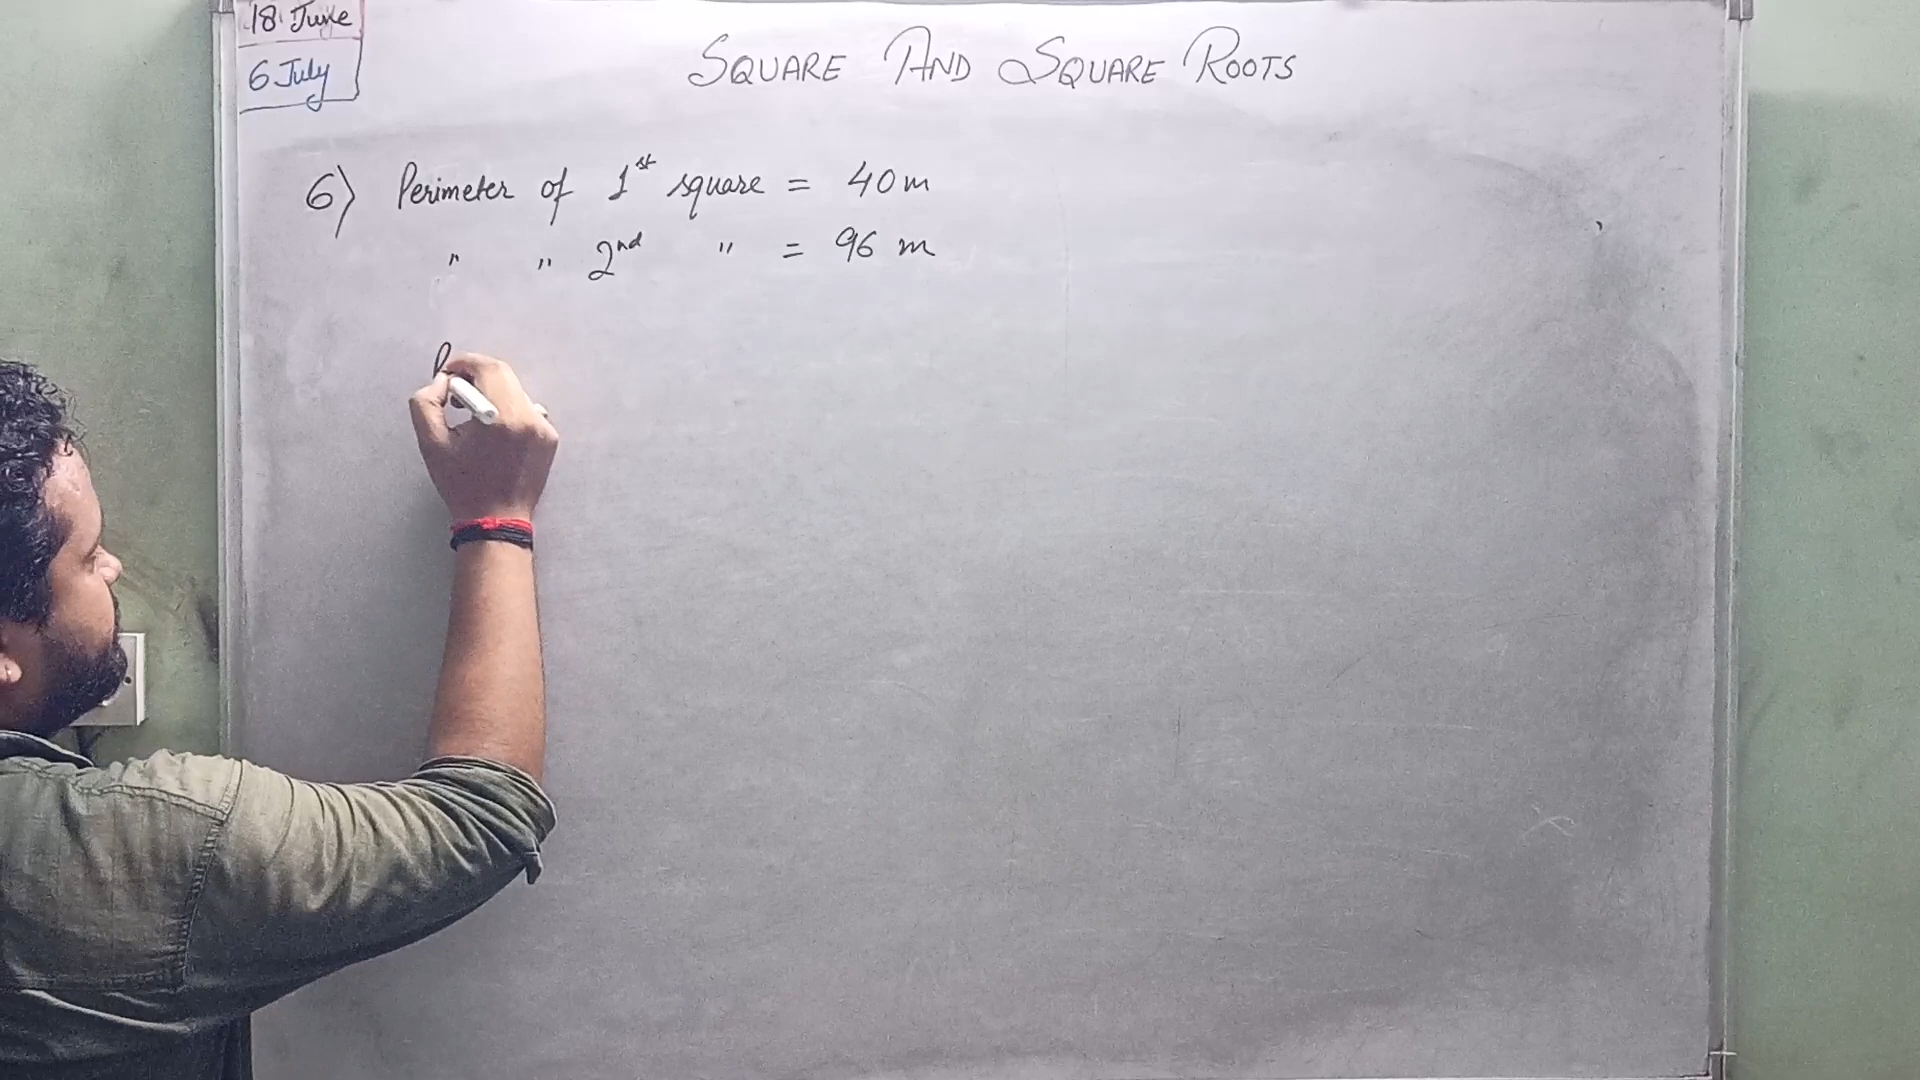 18 June
6 July
SQUARE AND SQUARE ROOTS
6) Perimeter of 1st square = 40 m
" " 2nd " = 96 m
P